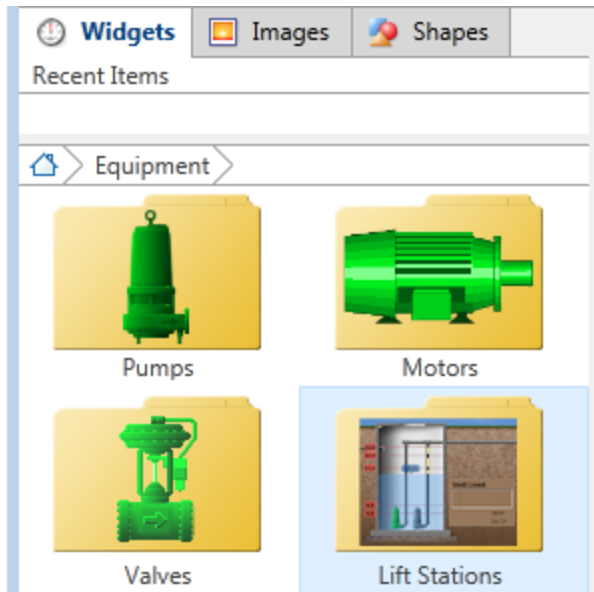 Widgets Images Shapes
Recent Items
Equipment
Pumps Motors
Valves Lift Stations